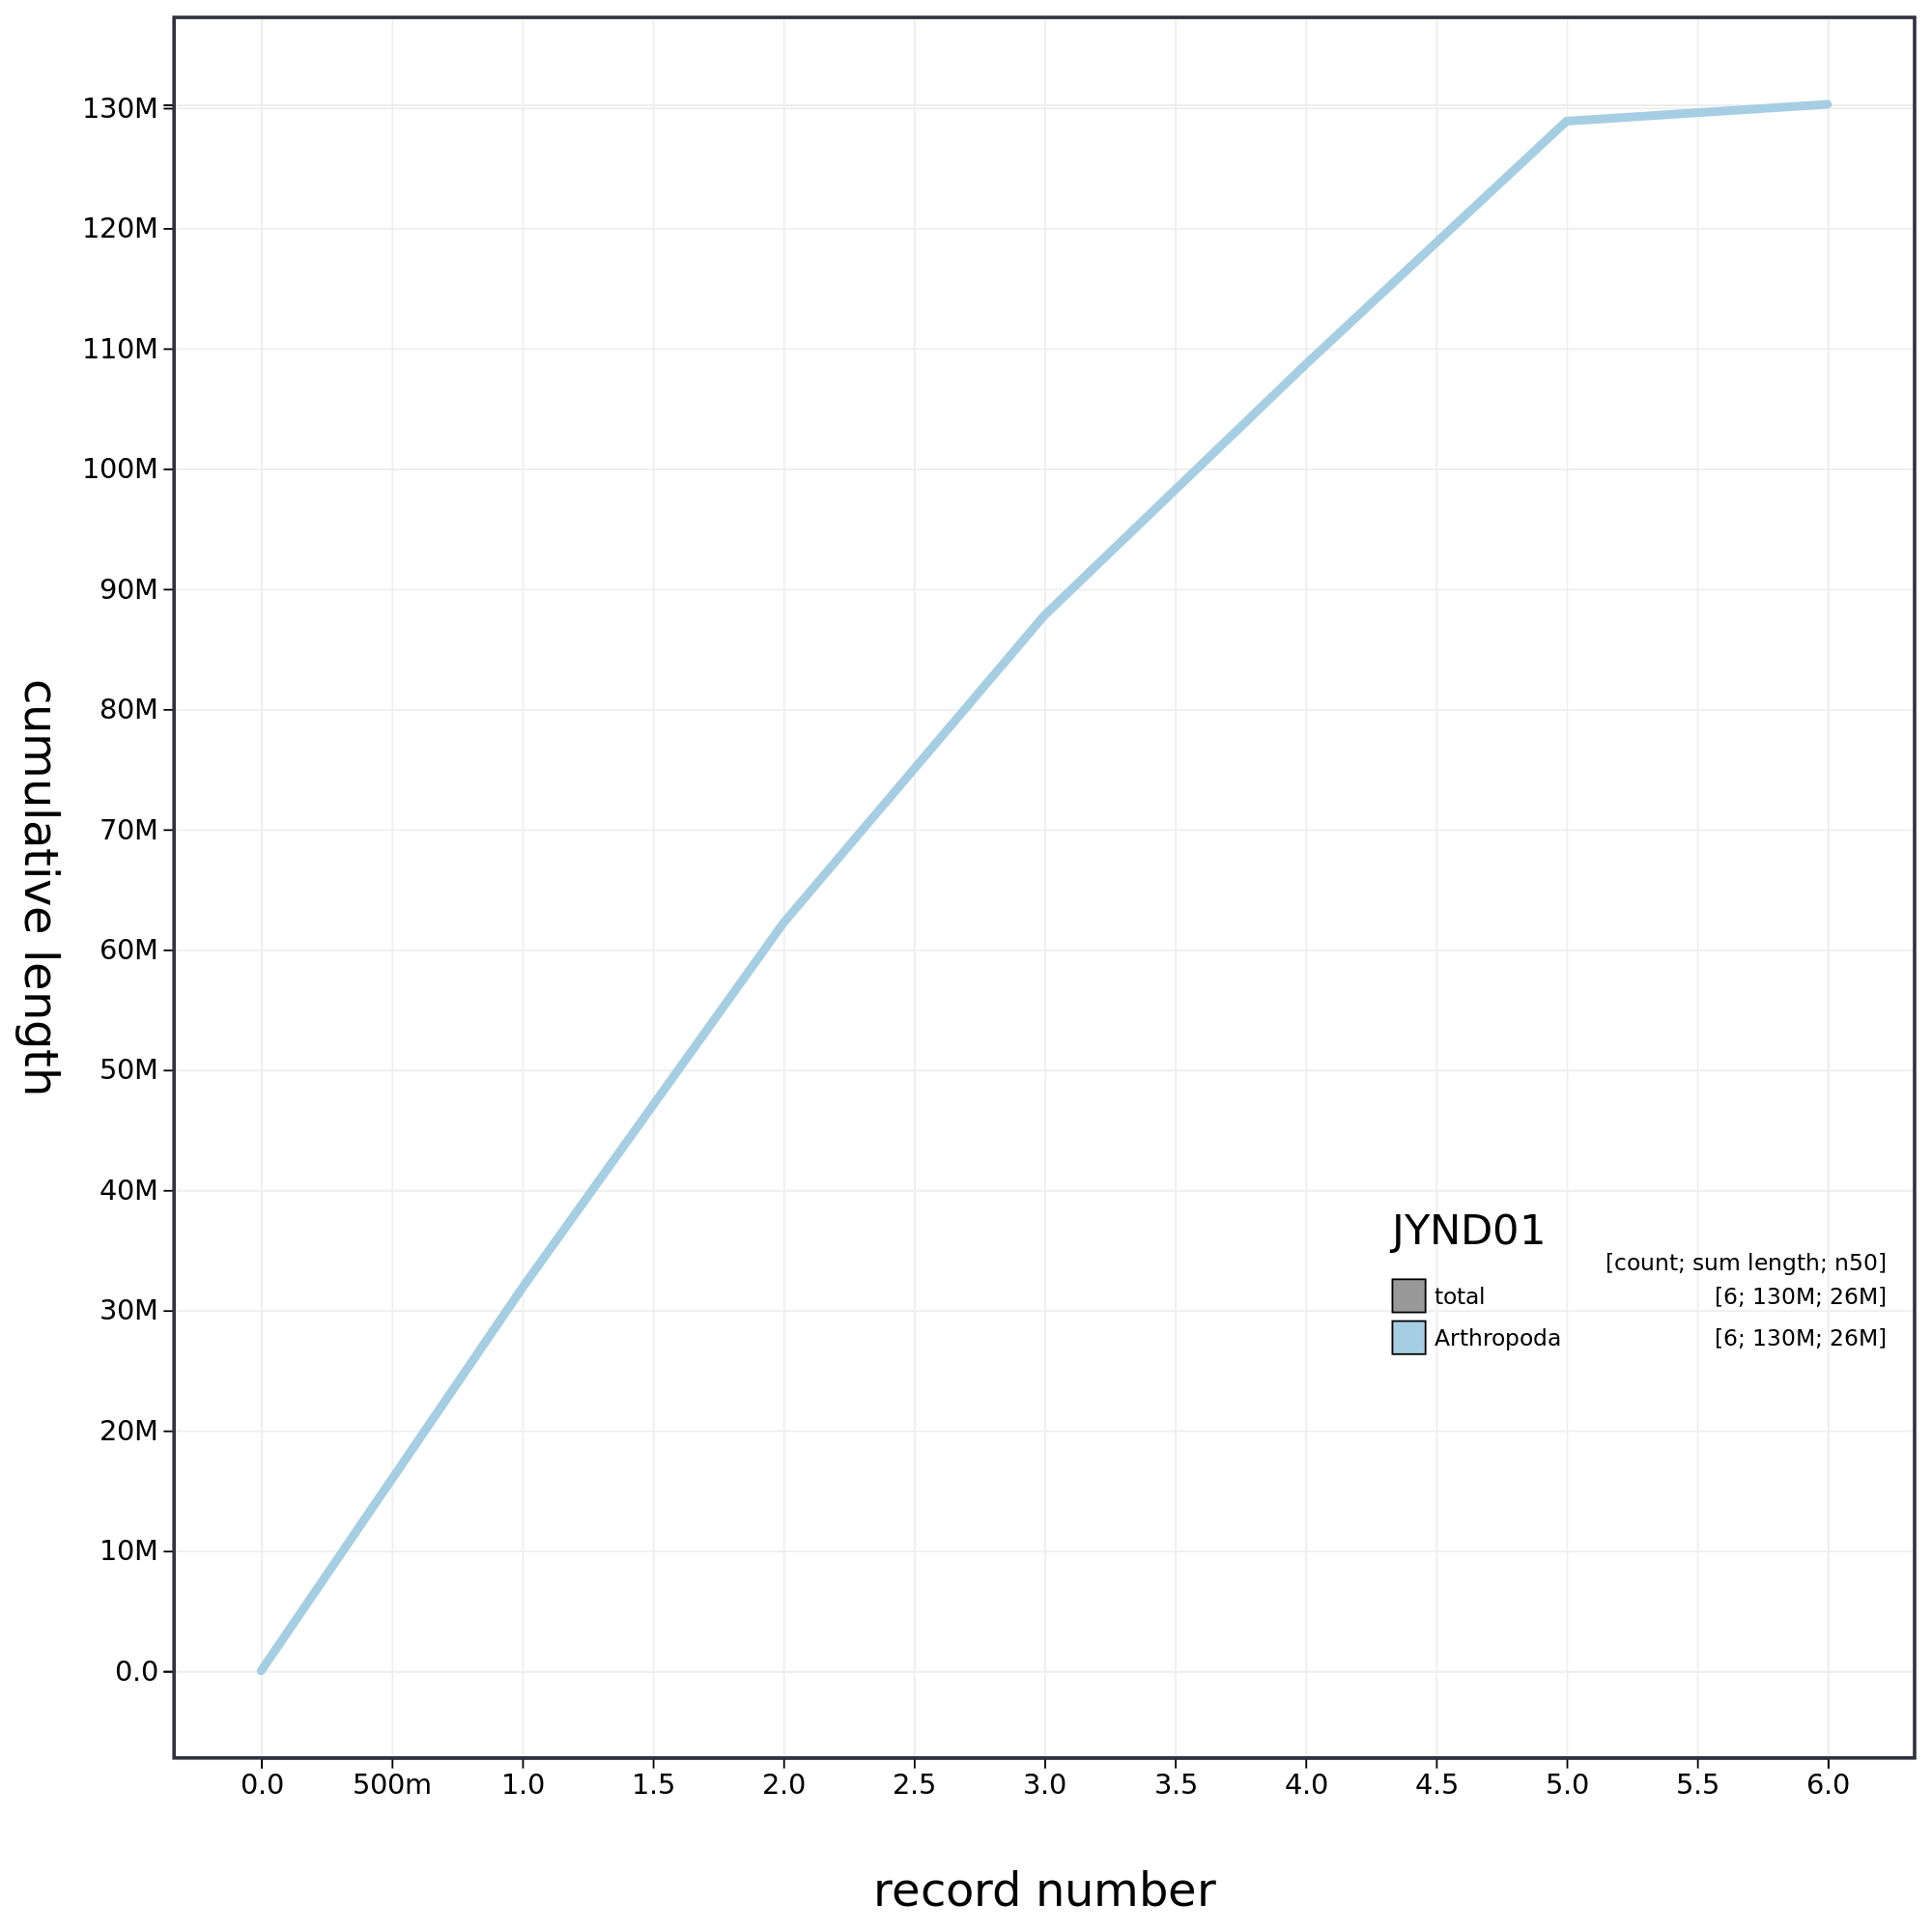 130M
120M
110M
100M
90M
80M
70M
60M
50M
40M
30M
20M
10M
0.0
cumulative length
JYND01
[count; sum length; n50]
total [6; 130M; 26M]
Arthropoda [6; 130M; 26M]
0.0 500m 1.0 1.5 2.0 2.5 3.0 3.5 4.0 4.5 5.0 5.5 6.0
record number